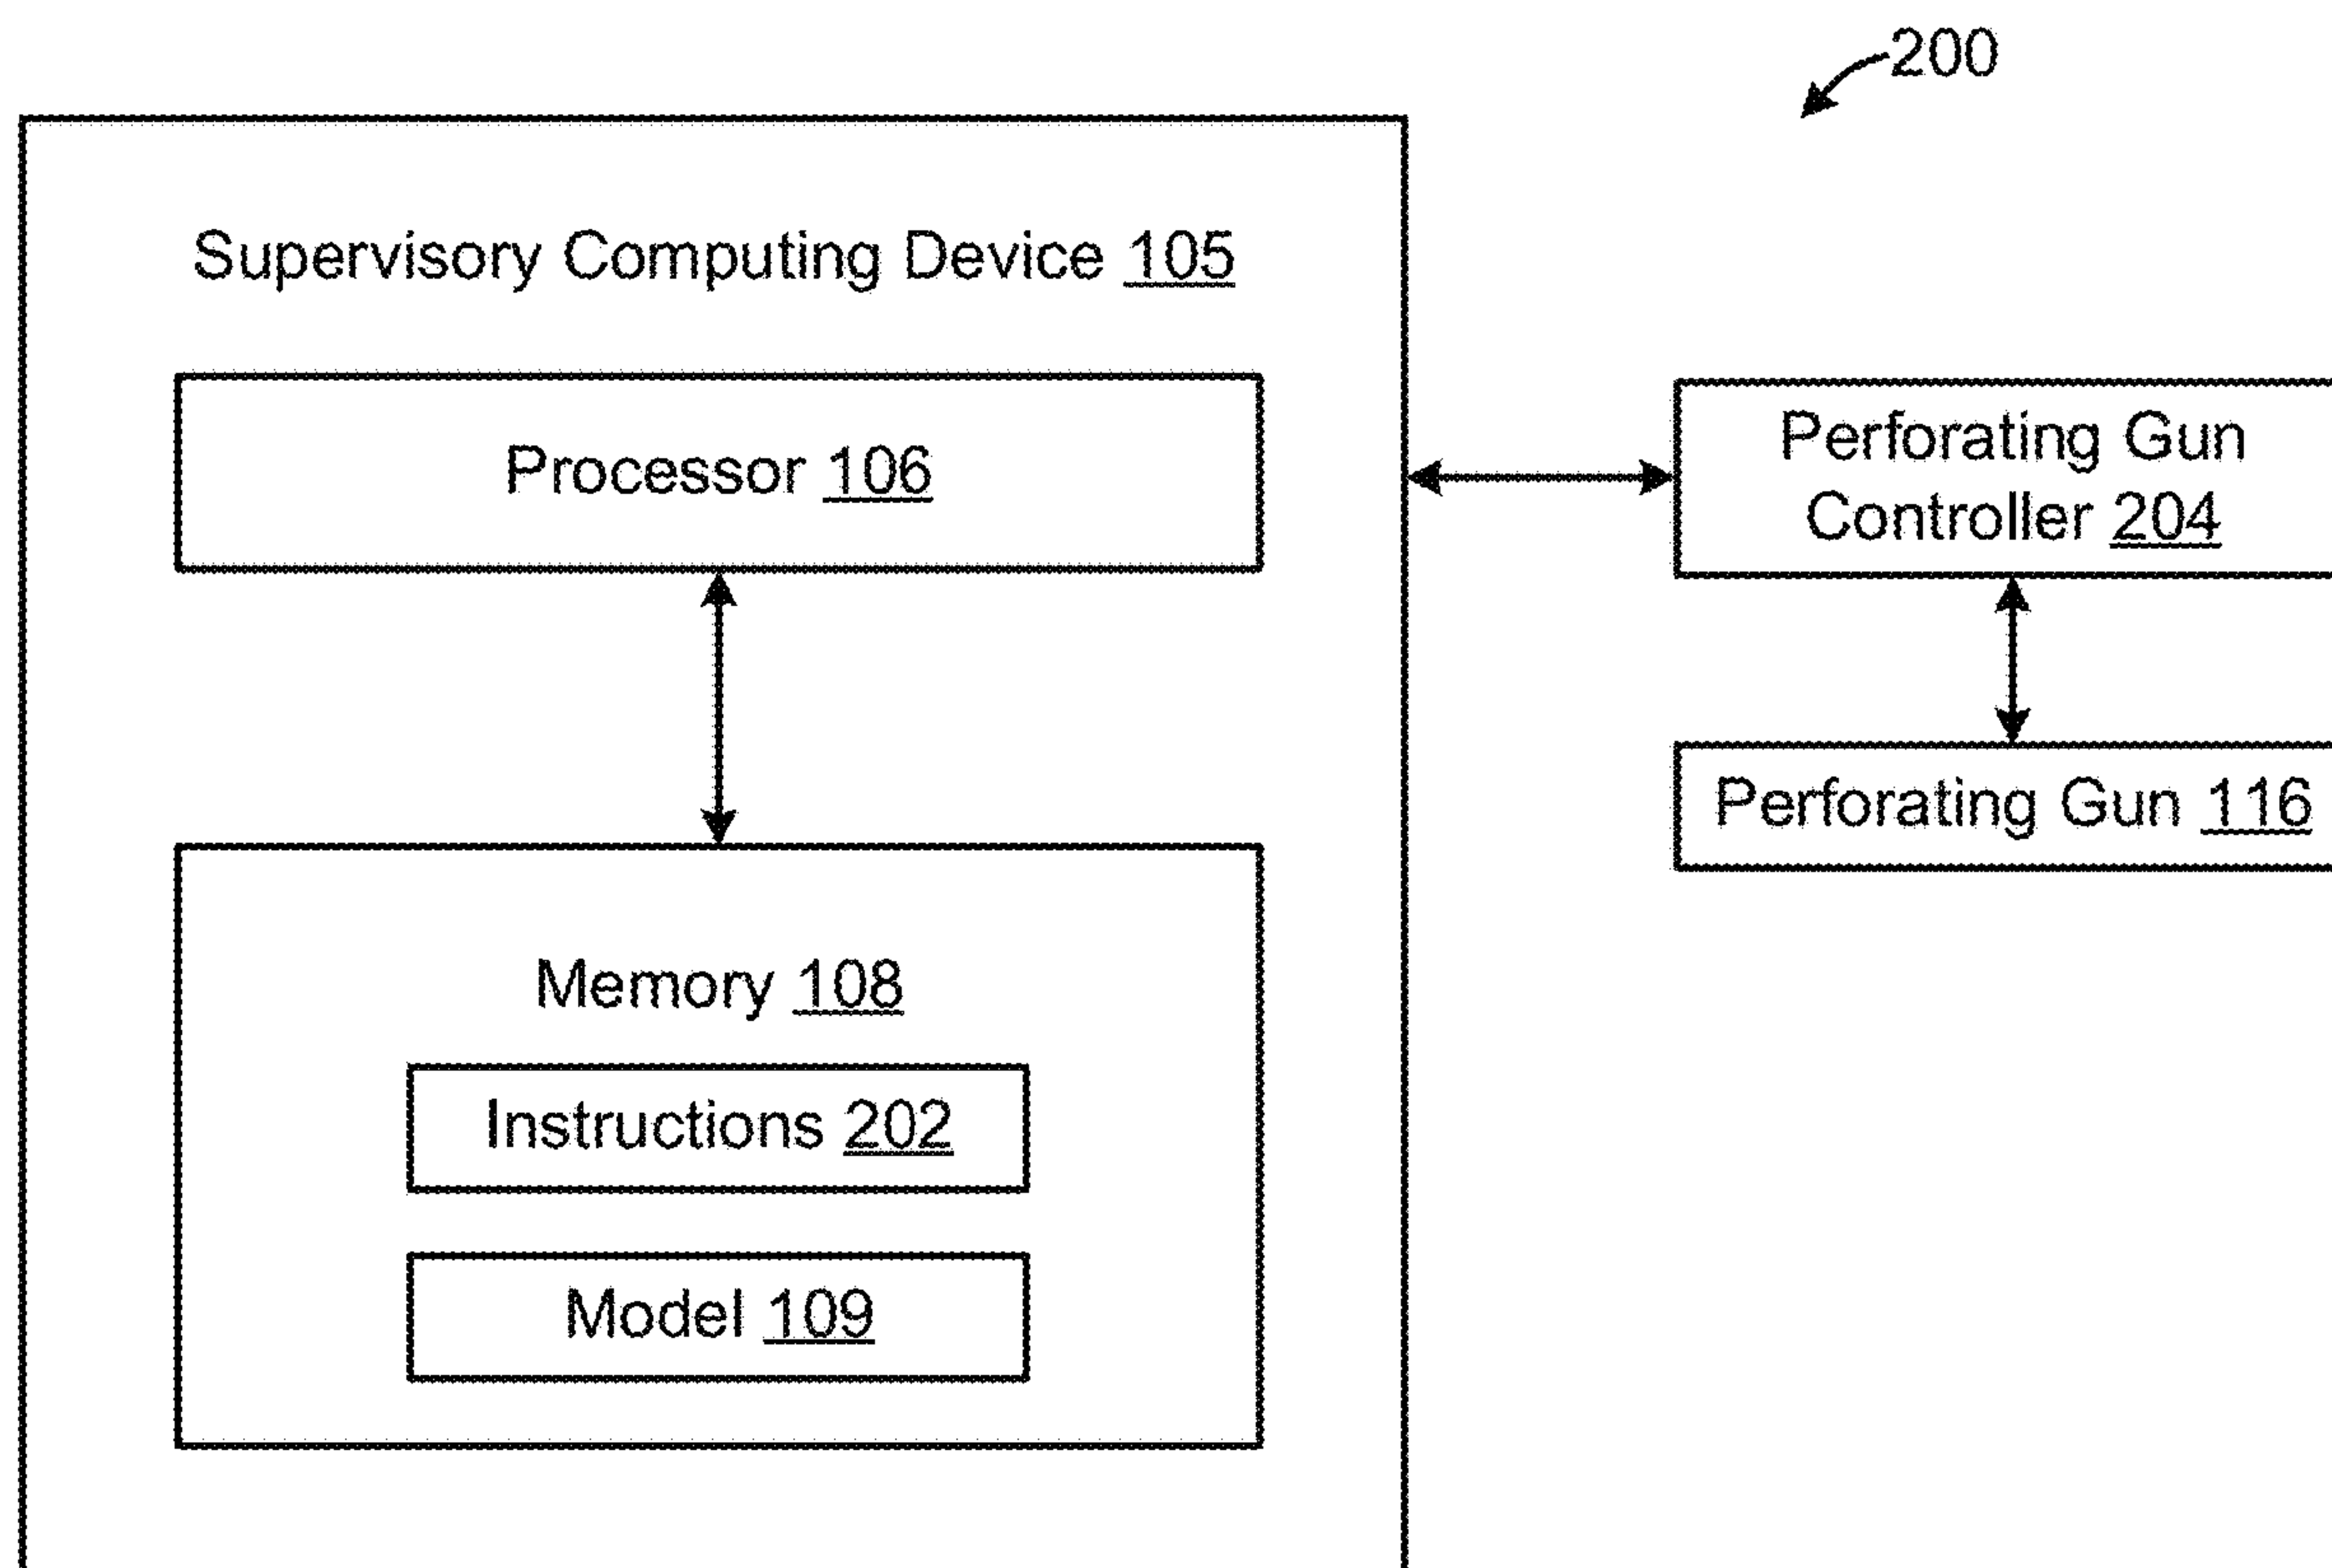 200
Supervisory Computing Device 105
Processor 106
Memory 108
Instructions 202
Model 109
Perforating Gun
Controller 204
Perforating Gun 116